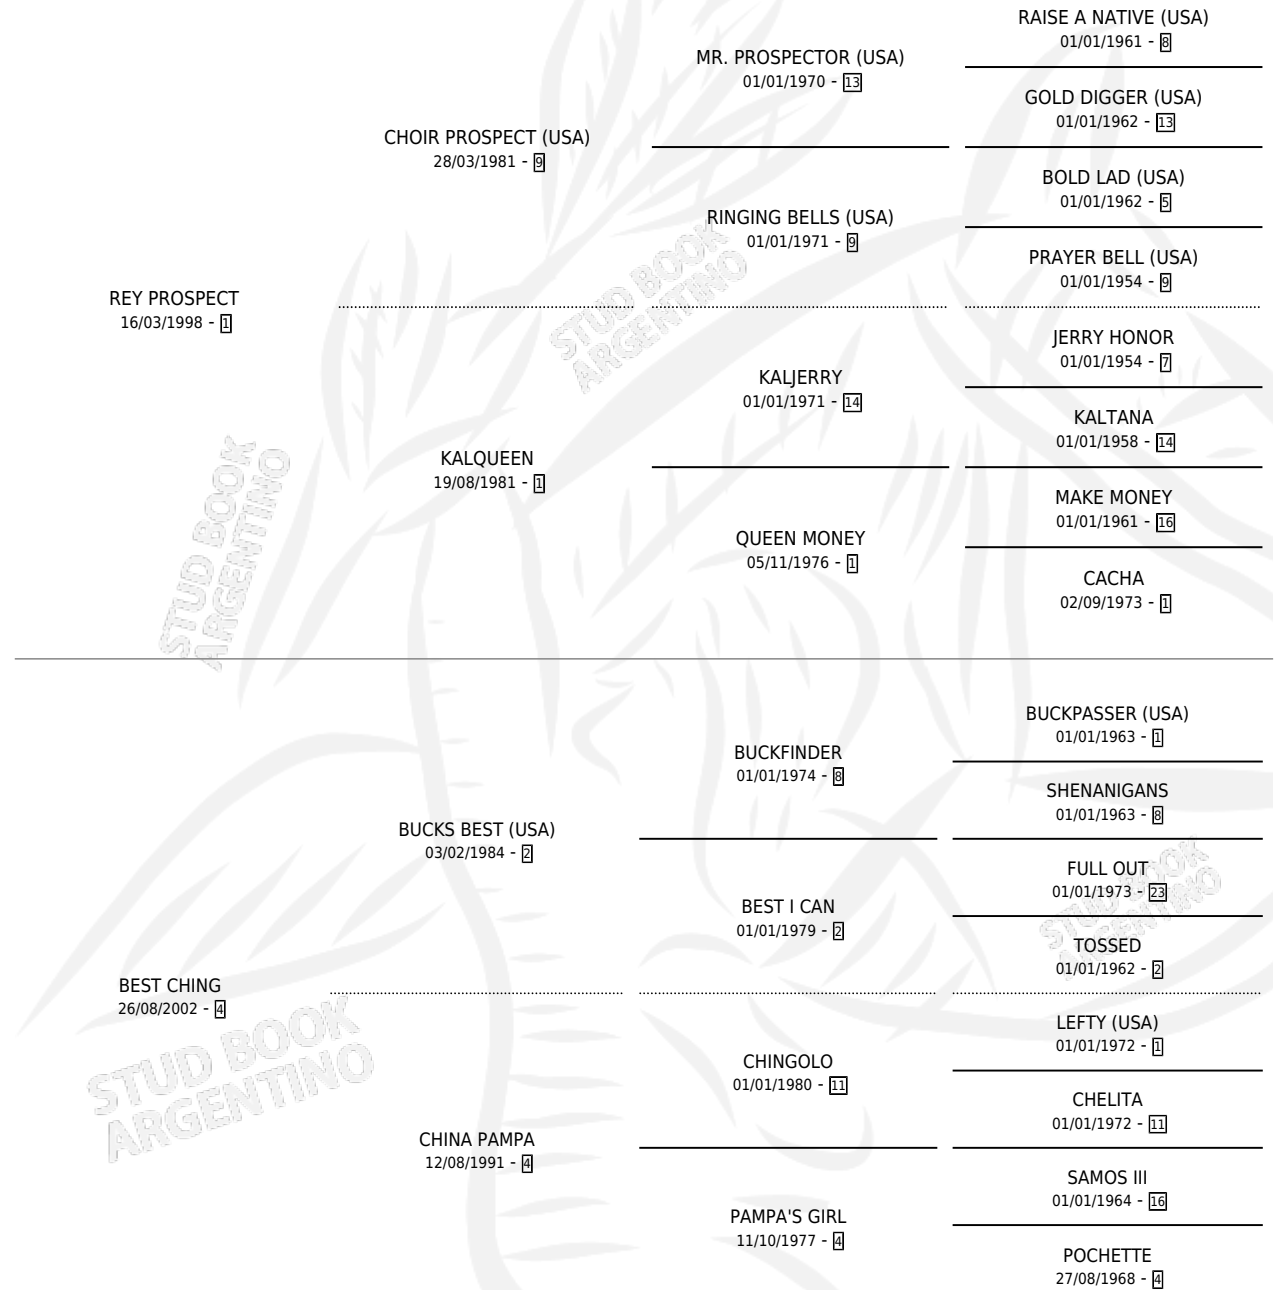 RAISE A NATIVE (USA)
01/01/1961 - 8
MR. PROSPECTOR (USA)
01/01/1970 - 13
GOLD DIGGER (USA)
01/01/1962 - 13
CHOIR PROSPECT (USA)
28/03/1981 - 9
BOLD LAD (USA)
01/01/1962 - 5
RINGING BELLS (USA)
01/01/1971 - 9
PRAYER BELL (USA)
01/01/1954 - 9
REY PROSPECT
16/03/1998 - 1
STUD BOOK
ARGENTINO
JERRY HONOR
01/01/1954 - 7
KALJERRY
01/01/1971 - 14
KALTANA
01/01/1958 - 14
KALQUEEN
19/08/1981 - 1
MAKE MONEY
01/01/1961 - 16
QUEEN MONEY
05/11/1976 - 1
CACHA
02/09/1973 - 1
STUD BOOK
ARGENTINO
BUCKPASSER (USA)
01/01/1963 - 1
BUCKFINDER
01/01/1974 - 8
SHENANIGANS
01/01/1963 - 8
BUCKS BEST (USA)
03/02/1984 - 2
FULL OUT
01/01/1973 - 23
BEST I CAN
01/01/1979 - 2
STUD BOOK
ARGENTINO
TOSSED
01/01/1962 - 2
BEST CHING
26/08/2002 - 4
LEFTY (USA)
01/01/1972 - 1
CHINGOLO
01/01/1980 - 11
STUD BOOK
ARGENTINO
CHELITA
01/01/1972 - 11
CHINA PAMPA
12/08/1991 - 4
SAMOS III
01/01/1964 - 16
PAMPA'S GIRL
11/10/1977 - 4
POCHETTE
27/08/1968 - 4